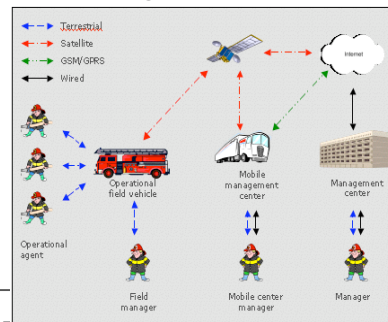 Terrestrial
Satellite
GSM/GPRS
Wired
Internet
Operational
field vehicle
Mobile
management
center
Management
center
Operational
agent
Field
manager
Mobile center
manager
Manager